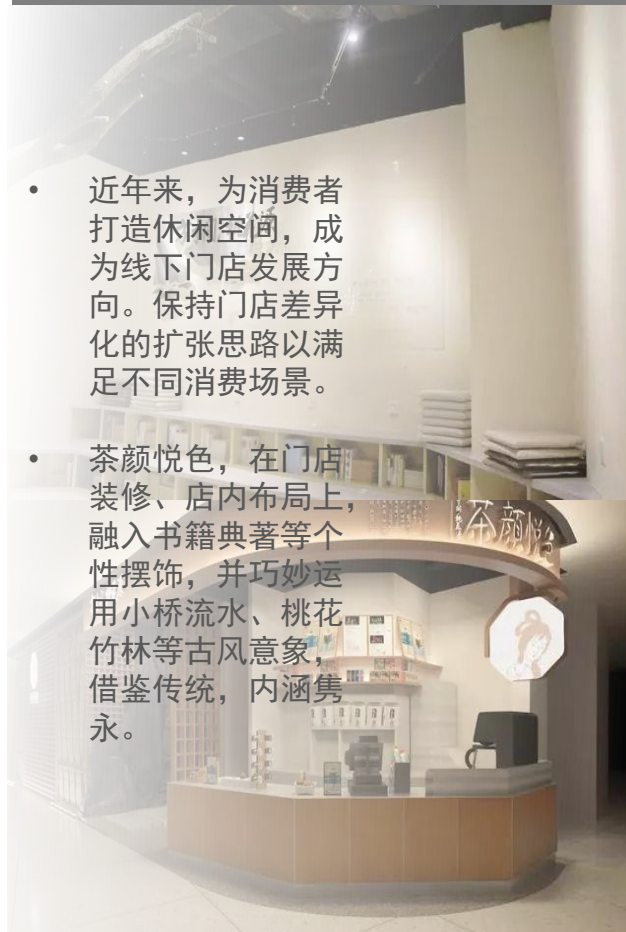 • 近年来，为消费者
打造休闲空间，成
为线下门店发展方
向。保持门店差异
化的扩张思路以满
足不同消费场景。
• 茶颜悦色，在门店
装修、店内布局上，
融入书籍典著等个
性摆饰，并巧妙运
用小桥流水、桃花
竹林等古风意象，
借鉴传统，内涵隽
永。
茶颜悦色